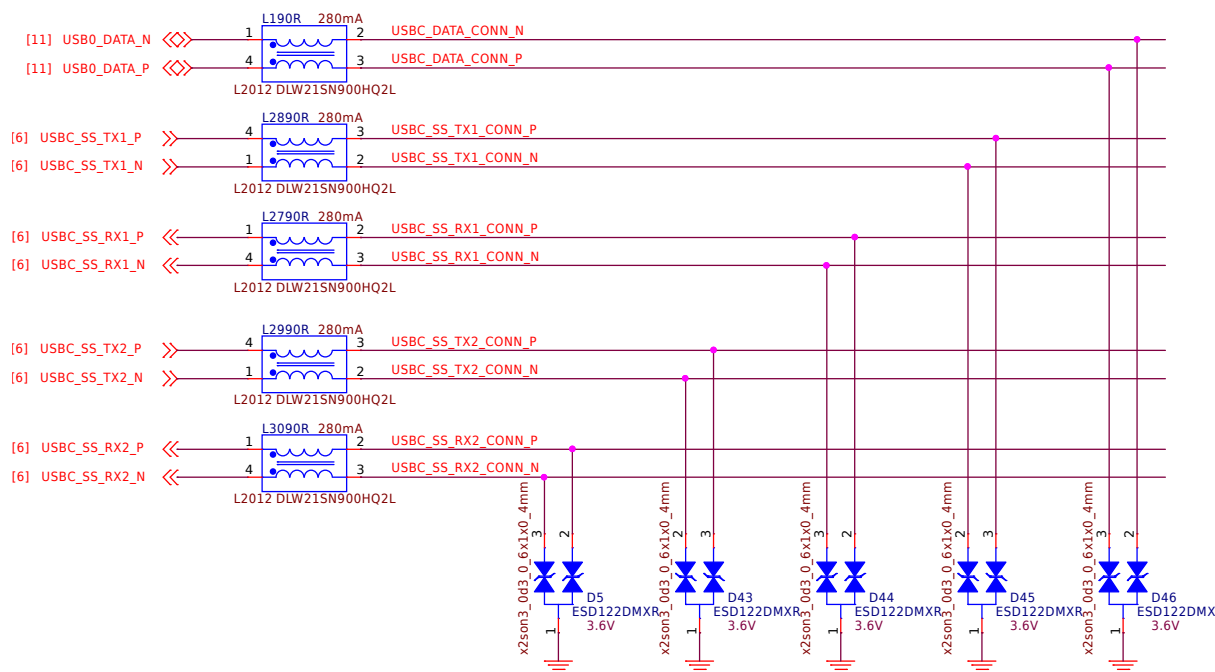 L190R 280mA
[11] USB0_DATA_N 1 2 USBC_DATA_CONN_N
[11] USB0_DATA_P 4 3 USBC_DATA_CONN_P
L2012 DLW21SN900HQ2L
L2890R 280mA
[6] USBC_SS_TX1_P 4 3 USBC_SS_TX1_CONN_P
[6] USBC_SS_TX1_N 1 2 USBC_SS_TX1_CONN_N
L2012 DLW21SN900HQ2L
L2790R 280mA
[6] USBC_SS_RX1_P 1 2 USBC_SS_RX1_CONN_P
[6] USBC_SS_RX1_N 4 3 USBC_SS_RX1_CONN_N
L2012 DLW21SN900HQ2L
L2990R 280mA
[6] USBC_SS_TX2_P 4 3 USBC_SS_TX2_CONN_P
[6] USBC_SS_TX2_N 1 2 USBC_SS_TX2_CONN_N
L2012 DLW21SN900HQ2L
L3090R 280mA
[6] USBC_SS_RX2_P 1 2 USBC_SS_RX2_CONN_P
[6] USBC_SS_RX2_N 4 3 USBC_SS_RX2_CONN_N
L2012 DLW21SN900HQ2L
x2son3_0d3_0_6x1x0_4mm
3 2
D5
ESD122DMXR
3.6V
1
x2son3_0d3_0_6x1x0_4mm
2 3
D43
ESD122DMXR
3.6V
1
x2son3_0d3_0_6x1x0_4mm
3 2
D44
ESD122DMXR
3.6V
1
x2son3_0d3_0_6x1x0_4mm
2 3
D45
ESD122DMXR
3.6V
1
x2son3_0d3_0_6x1x0_4mm
3 2
D46
ESD122DMX
3.6V
1